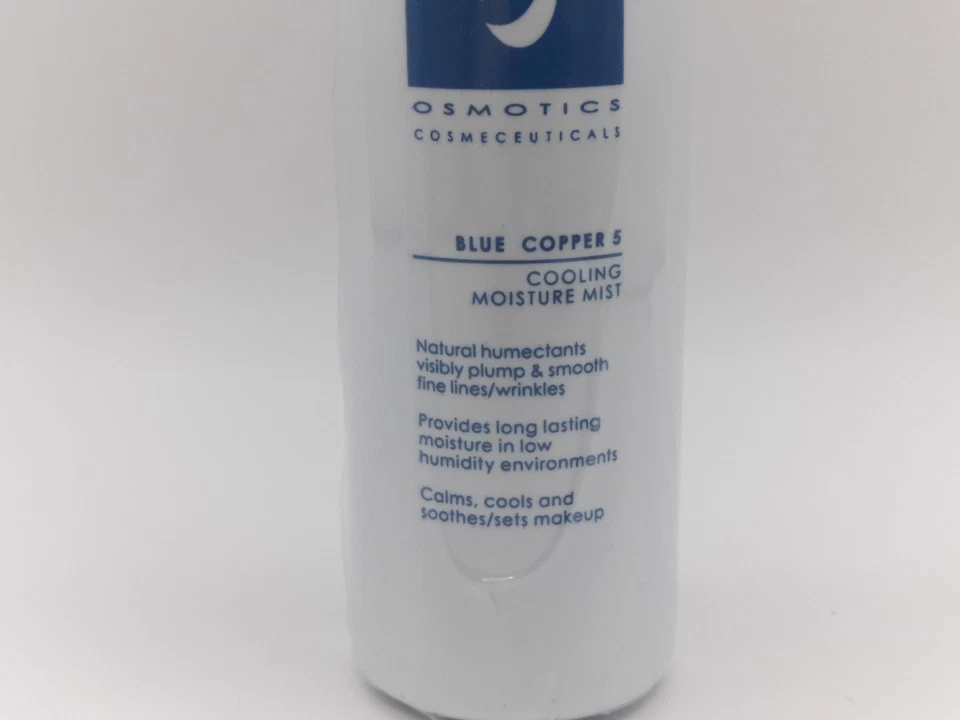 OSMOTICS
COSMECEUTICALS
BLUE COPPER 5
COOLING
MOISTURE MIST
Natural humectants
visibly plump & smooth
fine lines/wrinkles
Provides long lasting
moisture in low
humidity environments
Calms, cools and
soothes/sets makeup